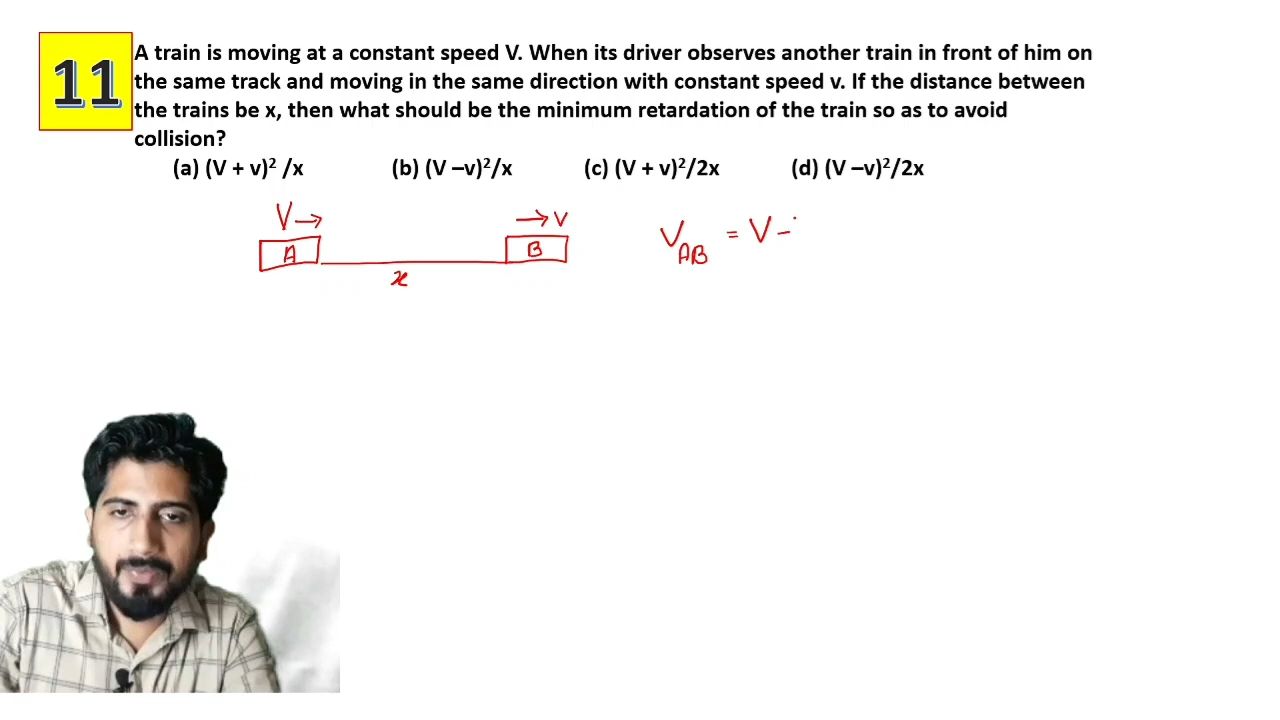 11
A train is moving at a constant speed V. When its driver observes another train in front of him on
the same track and moving in the same direction with constant speed v. If the distance between
the trains be x, then what should be the minimum retardation of the train so as to avoid
collision?
(a) (V + v)² /x (b) (V –v)²/x (c) (V + v)²/2x (d) (V –v)²/2x
V→ →v
A B
x
V_AB = V –